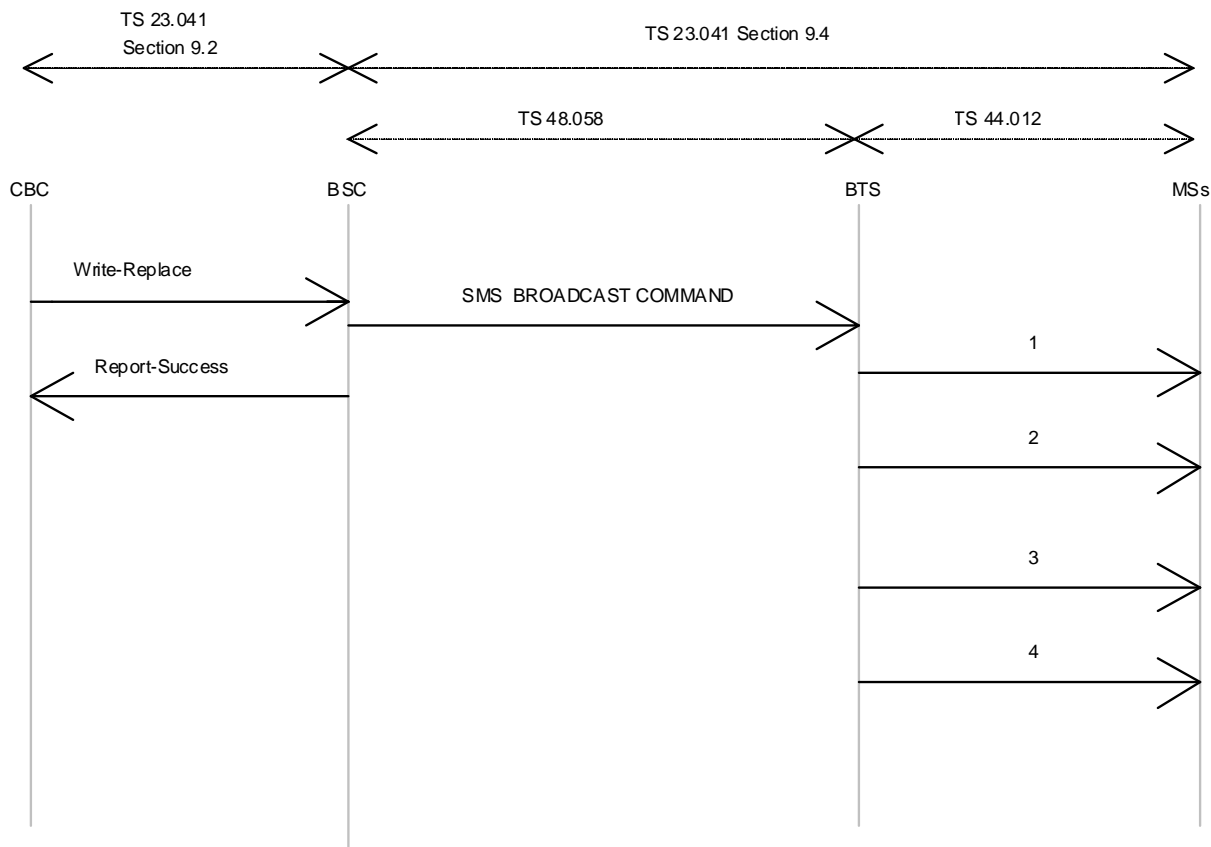 TS 23.041
Section 9.2
TS 23.041 Section 9.4
TS 48.058
TS 44.012
CBC
BSC
BTS
MSs
Write-Replace
SMS BROADCAST COMMAND
1
Report-Success
2
3
4